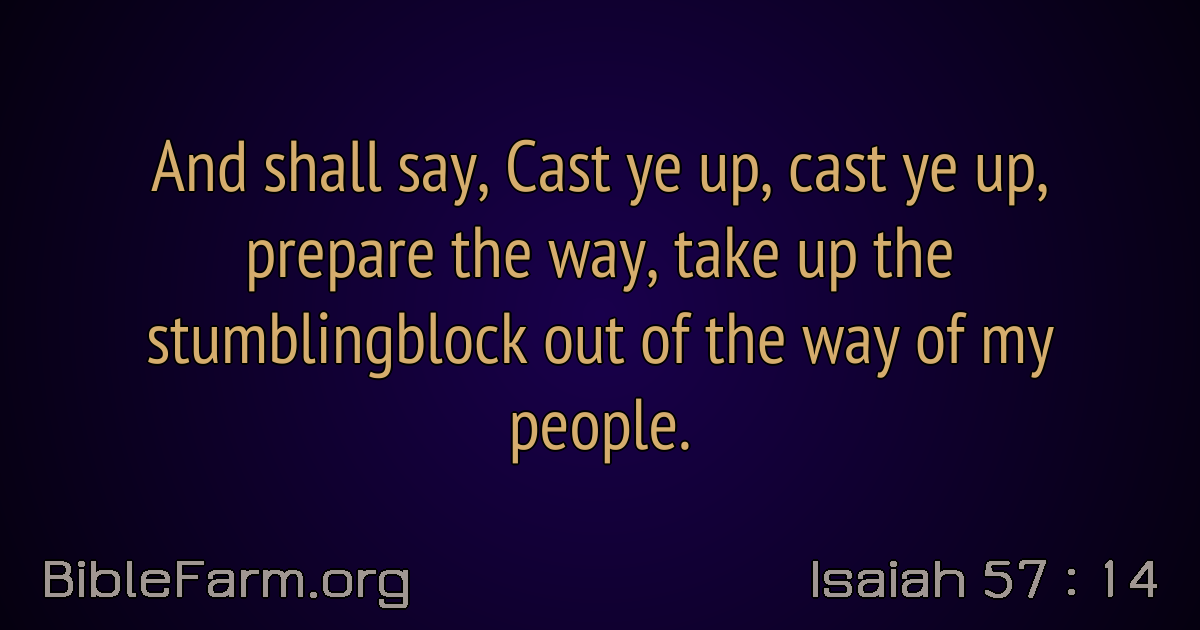 And shall say, Cast ye up, cast ye up,
prepare the way, take up the
stumblingblock out of the way of my
people.
BibleFarm.org
Isaiah 57 : 14